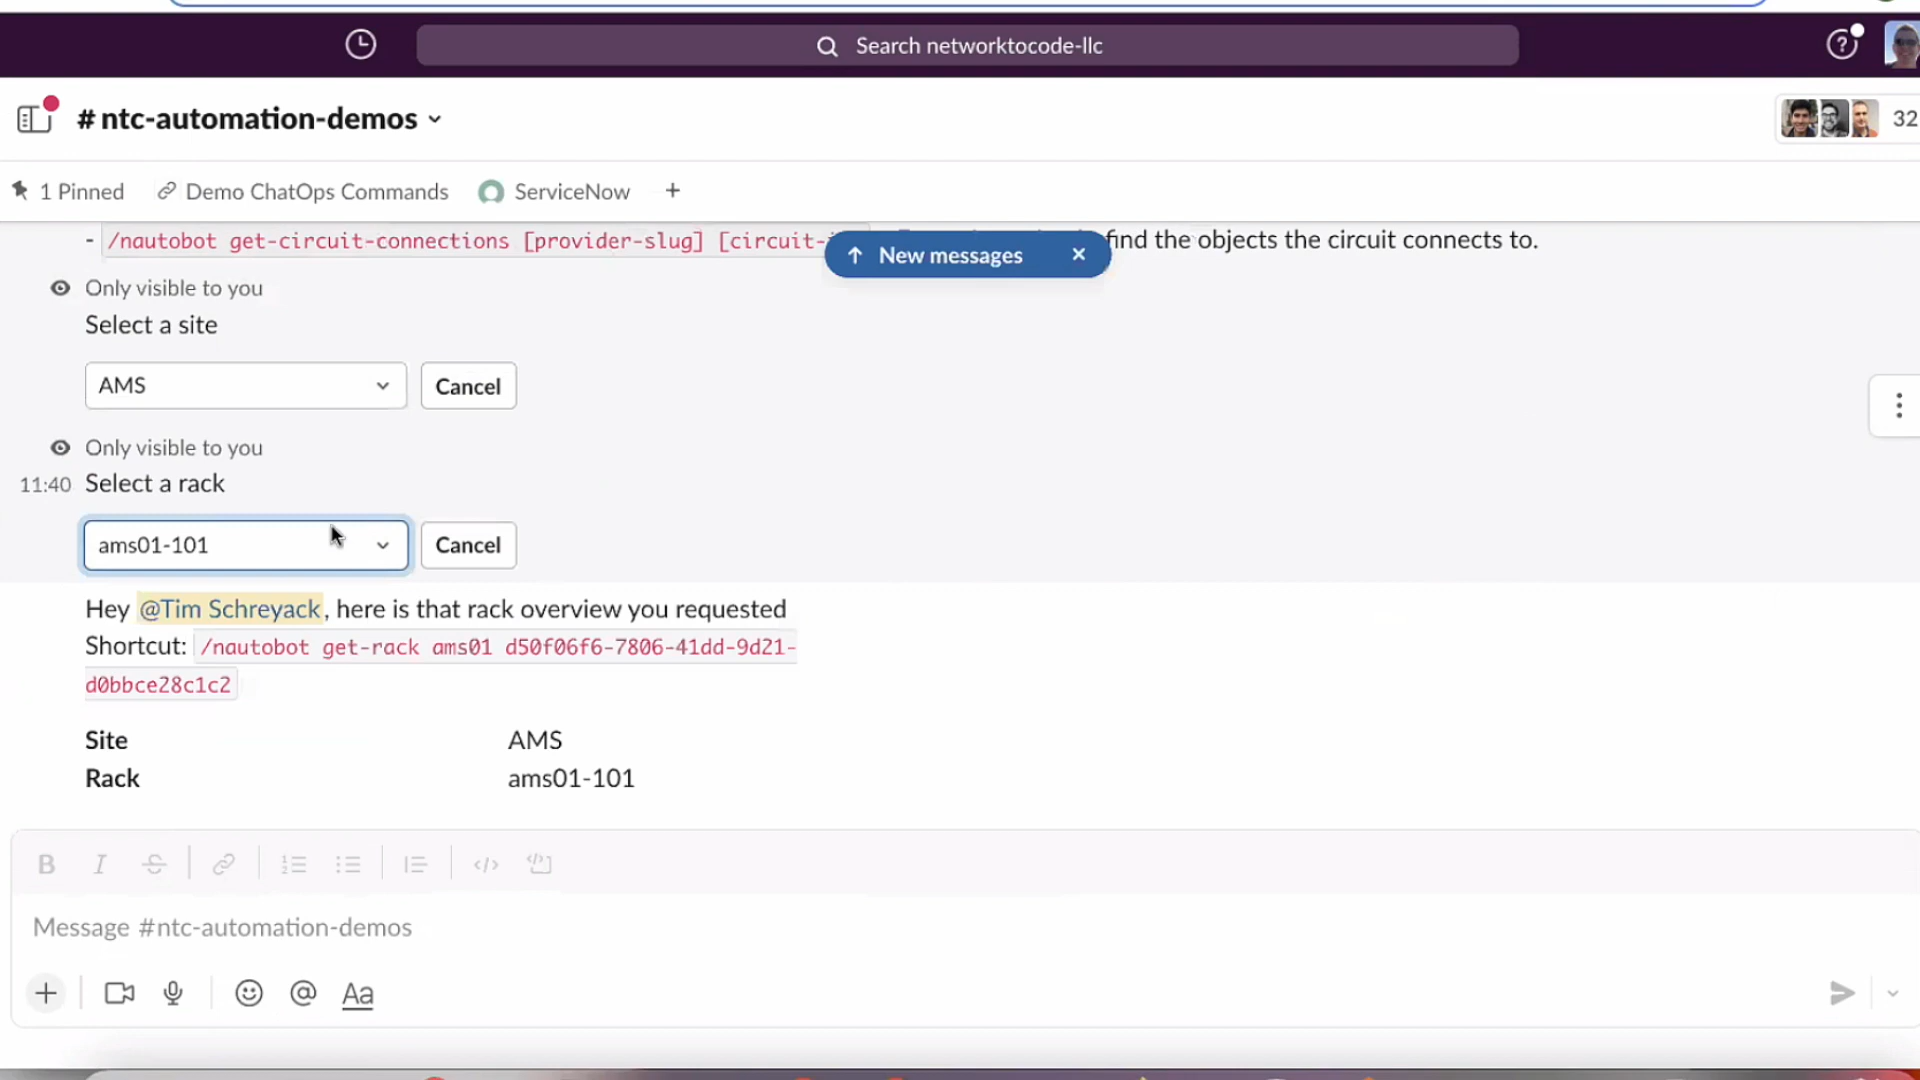 Search networktocode-llc
# ntc-automation-demos
32
1 Pinned
Demo ChatOps Commands
ServiceNow
- /nautobot get-circuit-connections [provider-slug] [circuit- find the objects the circuit connects to.
New messages
Only visible to you
Select a site
AMS
Cancel
Only visible to you
11:40 Select a rack
ams01-101
Cancel
Hey @Tim Schreyack, here is that rack overview you requested
Shortcut: /nautobot get-rack ams01 d50f06f6-7806-41dd-9d21-
d0bbce28c1c2
Site AMS
Rack ams01-101
Message #ntc-automation-demos
Aa